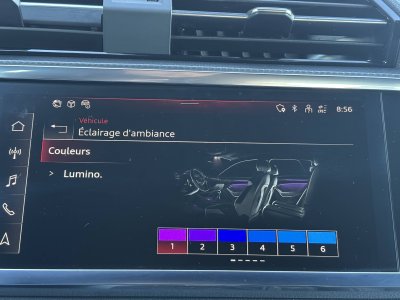 8:56
Véhicule
Éclairage d'ambiance
Couleurs
> Lumino.
1 2 3 4 5 6